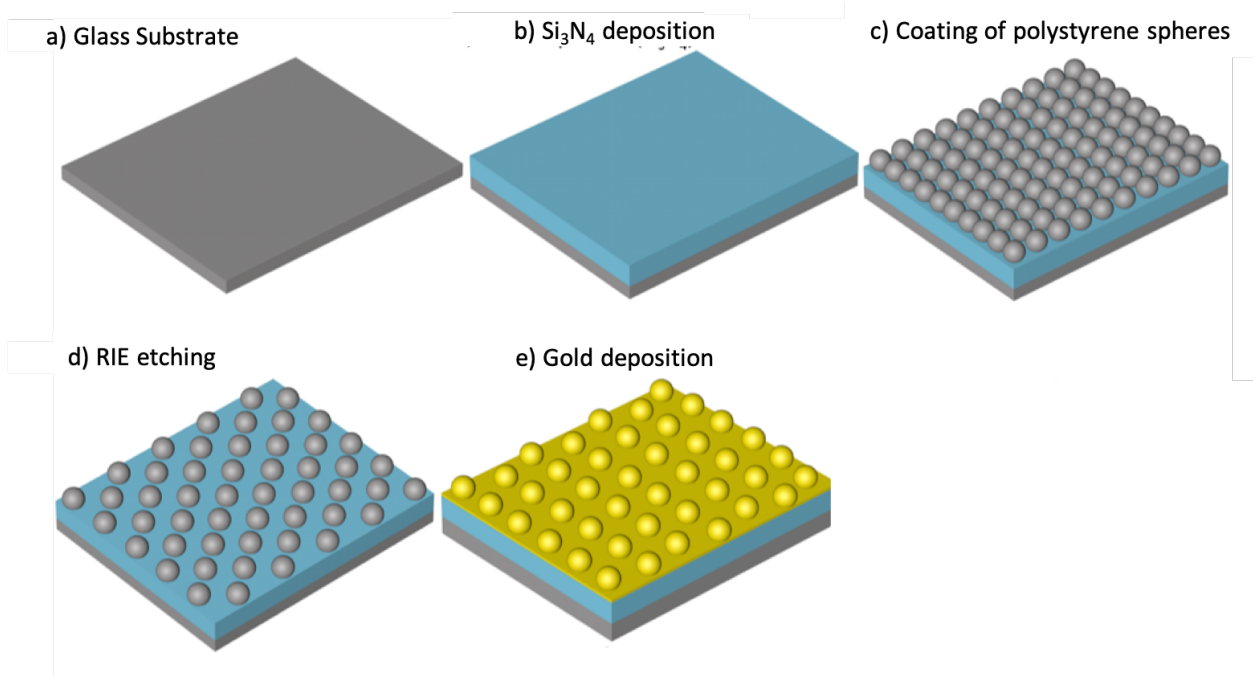 a) Glass Substrate
b) Si₃N₄ deposition
c) Coating of polystyrene spheres
d) RIE etching
e) Gold deposition